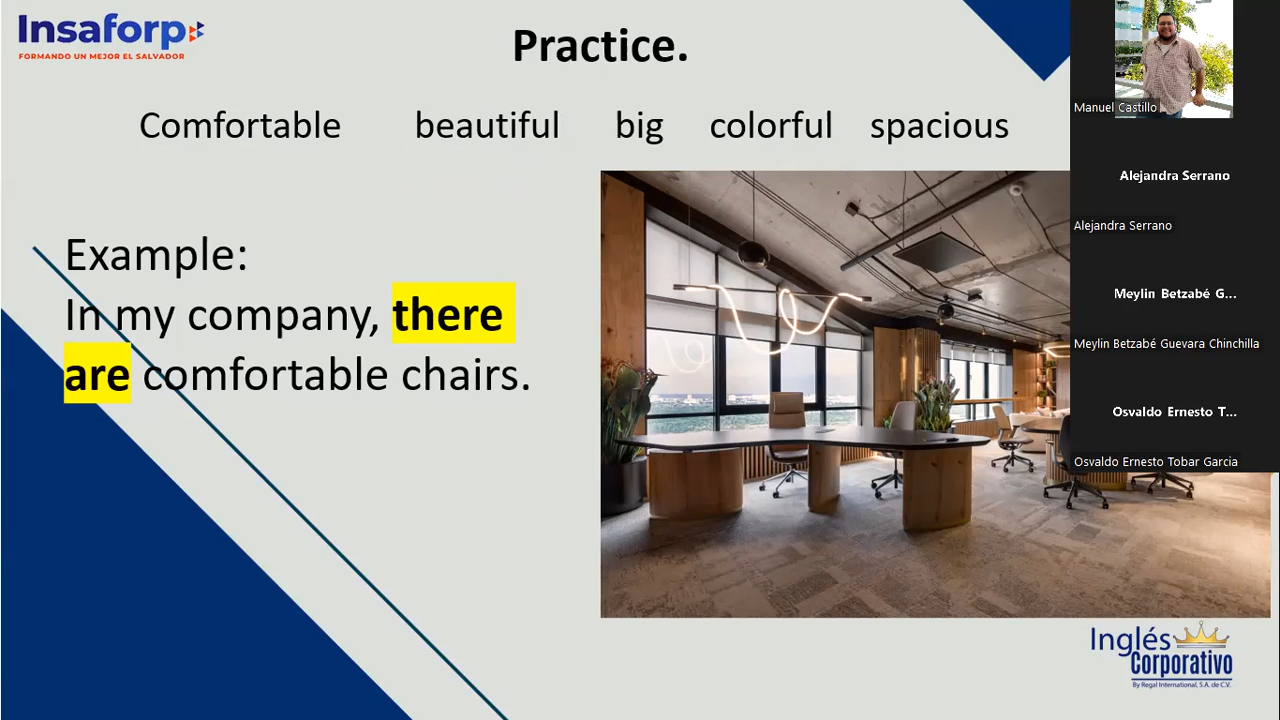 Insaforp
FORMANDO UN MEJOR EL SALVADOR
Practice.
Comfortable beautiful big colorful spacious
Example:
In my company, there
are comfortable chairs.
Manuel Castillo
Alejandra Serrano
Alejandra Serrano
Meylin Betzabé G...
Meylin Betzabé Guevara Chinchilla
Osvaldo Ernesto T...
Osvaldo Ernesto Tobar Garcia
Inglés
Corporativo
By Regal International, S.A. de C.V.